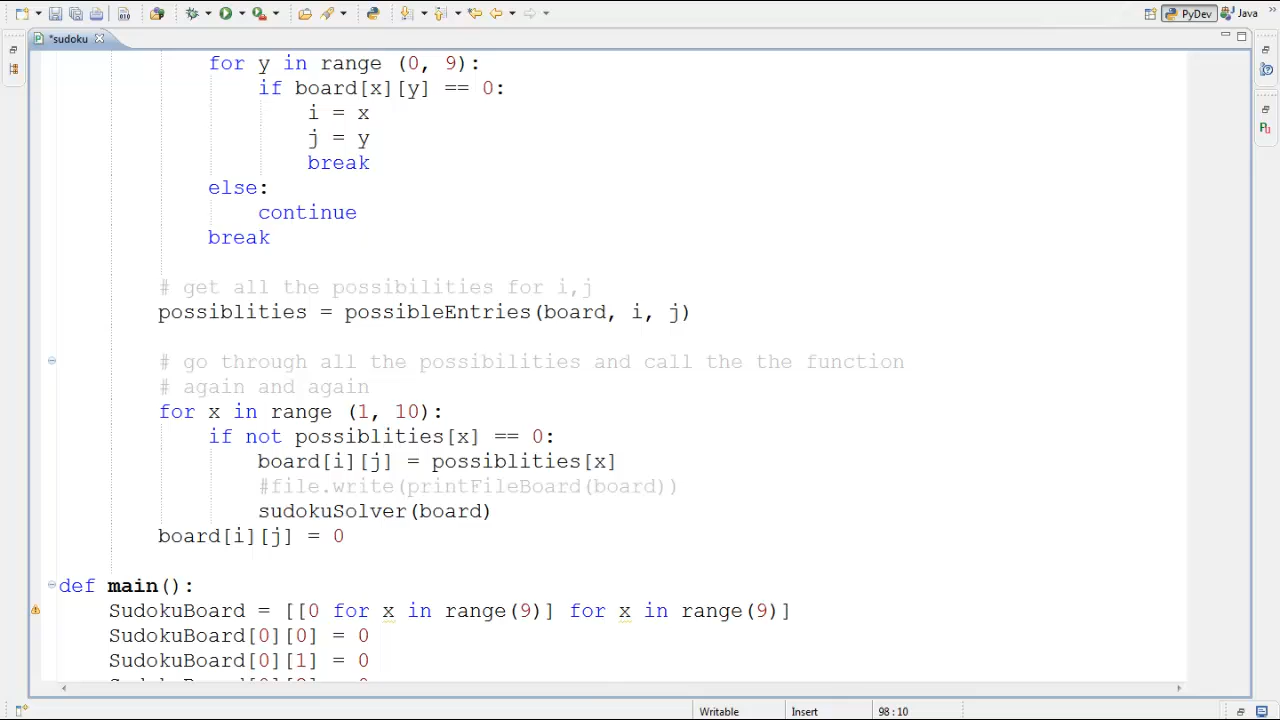 PyDev
Java
*sudoku
for y in range (0, 9):
if board[x][y] == 0:
i = x
j = y
break
else:
continue
break
# get all the possibilities for i,j
possiblities = possibleEntries(board, i, j)
# go through all the possibilities and call the the function
# again and again
for x in range (1, 10):
if not possiblities[x] == 0:
board[i][j] = possiblities[x]
#file.write(printFileBoard(board))
sudokuSolver(board)
board[i][j] = 0
def main():
SudokuBoard = [[0 for x in range(9)] for x in range(9)]
SudokuBoard[0][0] = 0
SudokuBoard[0][1] = 0
Writable
Insert
98:10